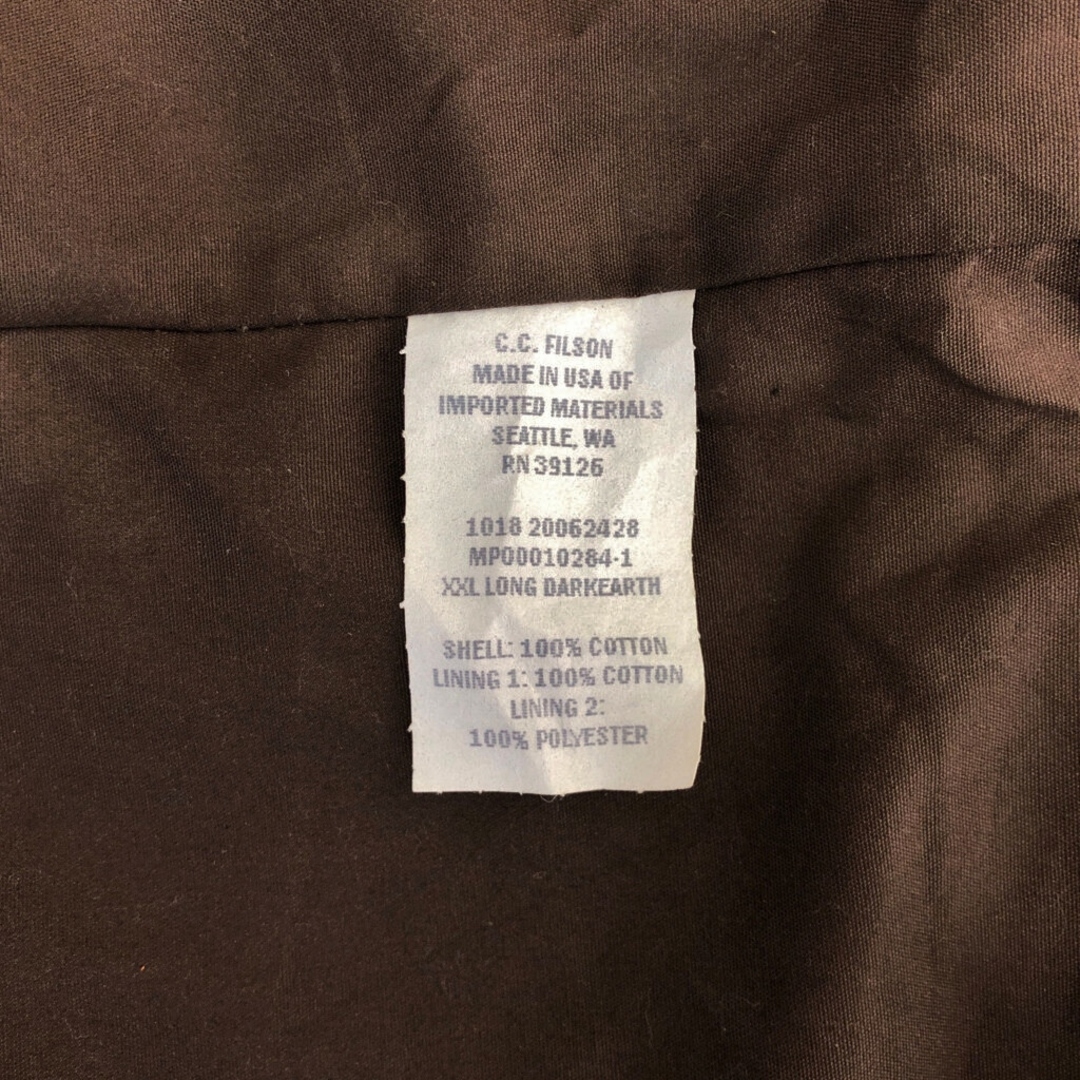 C.C. FILSON
MADE IN USA OF
IMPORTED MATERIALS
SEATTLE, WA
RN 39126
1018 20062428
MP00010284-1
XXL LONG DARKEARTH
SHELL: 100% COTTON
LINING 1: 100% COTTON
LINING 2:
100% POLYESTER